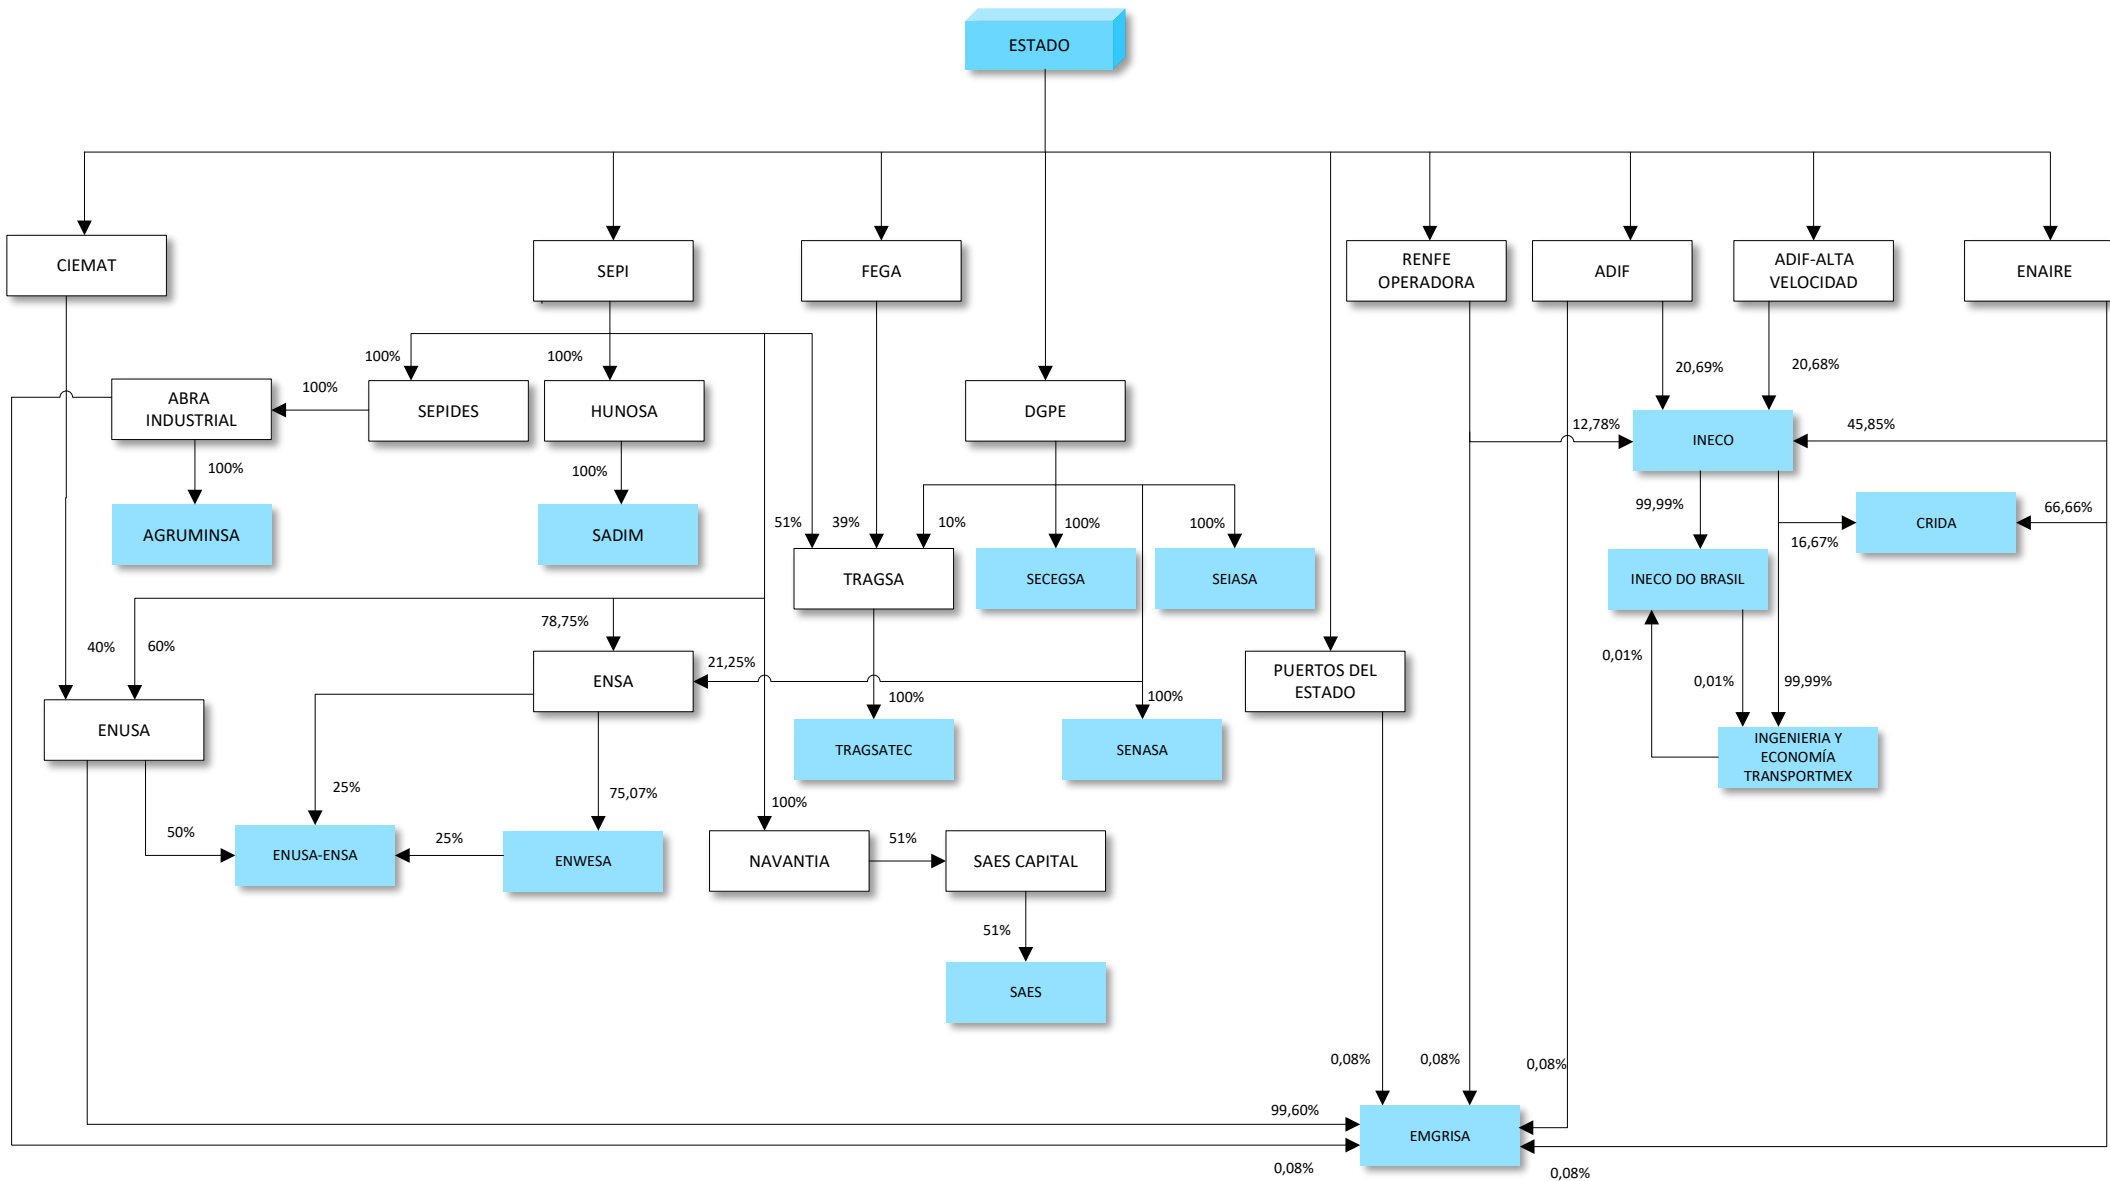 ESTADO
CIEMAT
SEPI
FEGA
RENFE
OPERADORA
ADIF
ADIF-ALTA
VELOCIDAD
ENAIRE
100%
100%
100%
20,69%
20,68%
ABRA
INDUSTRIAL
SEPIDES
HUNOSA
DGPE
12,78%
INECO
45,85%
100%
100%
99,99%
66,66%
AGRUMINSA
SADIM
51%
39%
10%
100%
100%
CRIDA
16,67%
TRAGSA
SECEGSA
SEIASA
INECO DO BRASIL
78,75%
40%
60%
21,25%
0,01%
0,01%
99,99%
ENSA
PUERTOS DEL
ESTADO
100%
100%
ENUSA
TRAGSATEC
SENASA
INGENIERIA Y
ECONOMÍA
TRANSPORTMEX
25%
75,07%
100%
50%
25%
51%
ENUSA-ENSA
ENWESA
NAVANTIA
SAES CAPITAL
51%
SAES
0,08%
0,08%
0,08%
99,60%
EMGRISA
0,08%
0,08%